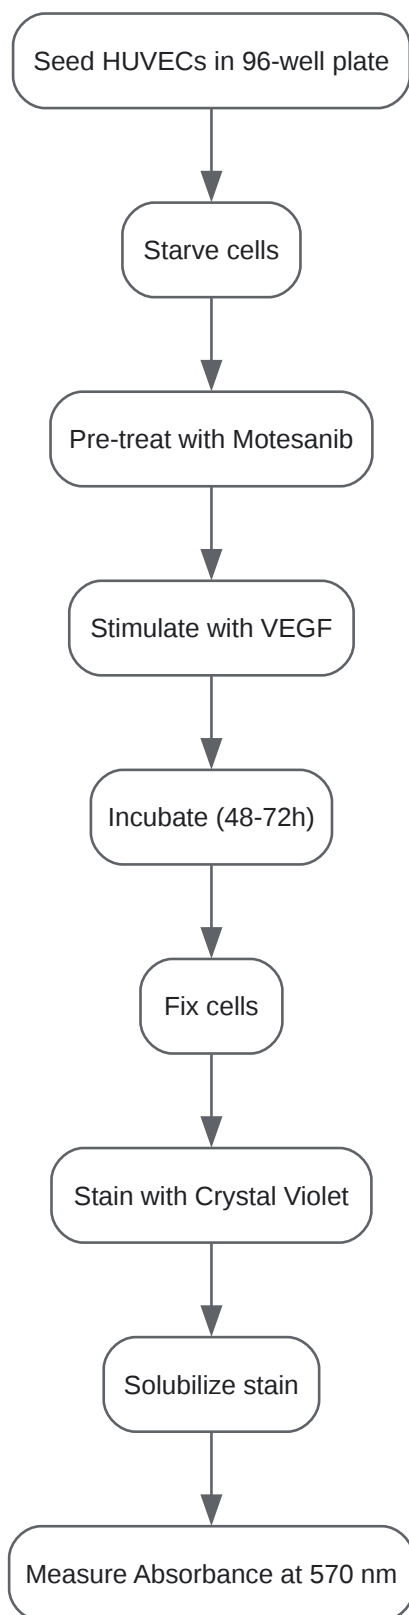 Seed HUVECs in 96-well plate
Starve cells
Pre-treat with Motesanib
Stimulate with VEGF
Incubate (48-72h)
Fix cells
Stain with Crystal Violet
Solubilize stain
Measure Absorbance at 570 nm